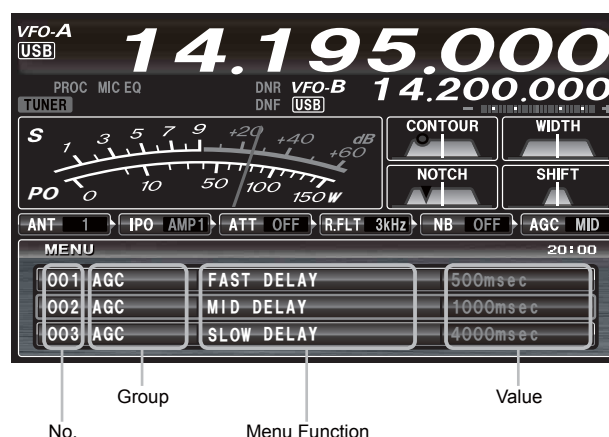 VFO-A 14.195.000
USB
PROC MIC EQ DNR VFO-B 14.200.000
TUNER DNF USB - +
S 1 3 5 7 9 +20 +40 +60 dB
PO 0 10 50 100 150 W
CONTOUR WIDTH
NOTCH SHIFT
ANT 1 IPO AMP1 ATT OFF R.FLT 3kHz NB OFF AGC MID
MENU 20:00
001 AGC FAST DELAY 500msec
002 AGC MID DELAY 1000msec
003 AGC SLOW DELAY 4000msec
Group Value
No. Menu Function